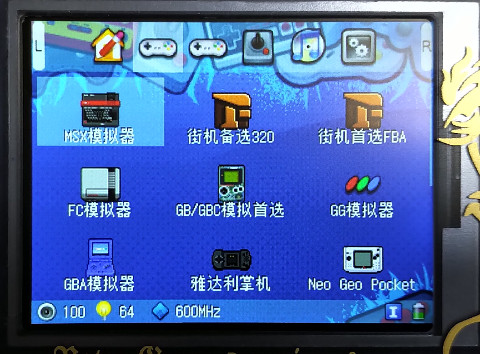 L
R
MSX模拟器
街机备选320
街机首选FBA
FC模拟器
GB/GBC模拟首选
GG模拟器
GBA模拟器
雅达利掌机
Neo Geo Pocket
100
64
600MHz